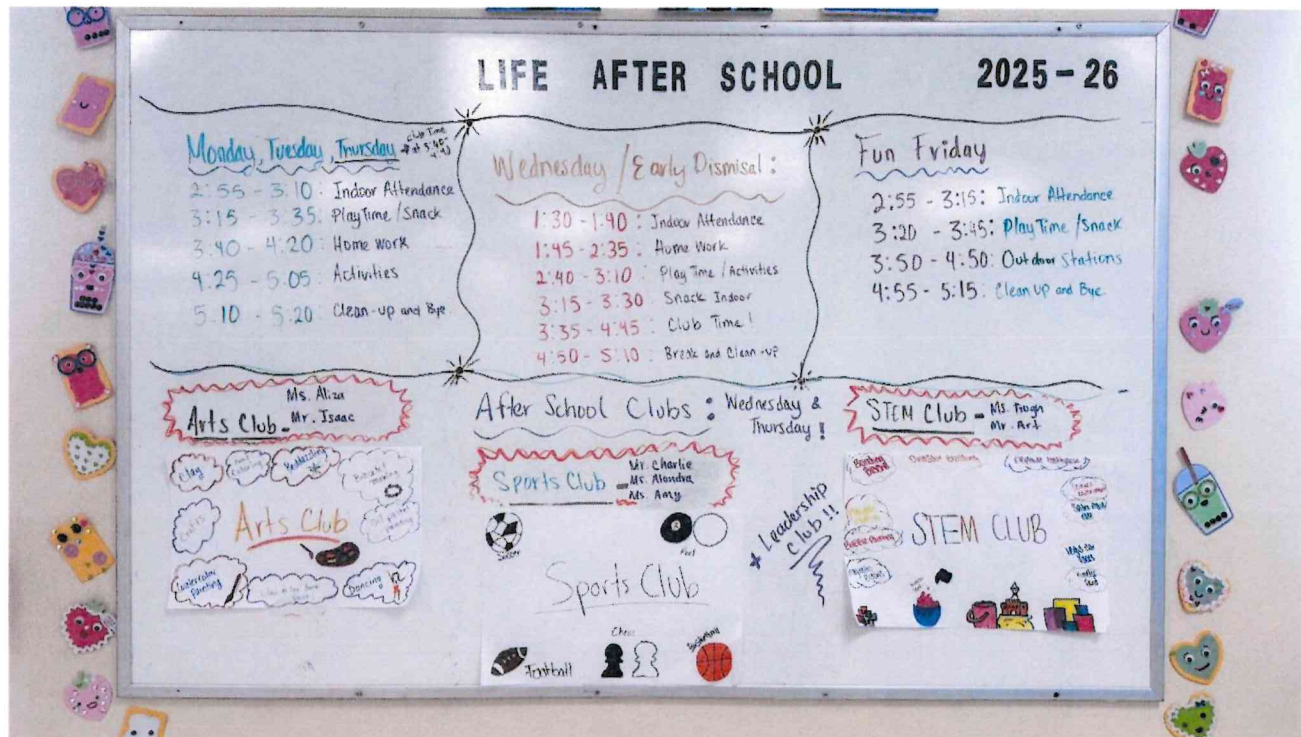 LIFE AFTER SCHOOL 2025-26
Monday, Tuesday, Thursday
Club Time
2:55 - 3:10: Indoor Attendance
3:15 - 3:35: PlayTime/Snack
3:40 - 4:20: Home Work
4:25 - 5:05: Activities
5:10 - 5:20: Clean-up and Bye
Wednesday/Early Dismisal:
1:30 - 1:40: Indoor Attendance
1:45 - 2:35: Home Work
2:40 - 3:10: Play Time/Activities
3:15 - 3:30: Snack Indoor
3:35 - 4:45: Club Time!
4:50 - 5:10: Break and Clean-up
Fun Friday
2:55 - 3:15: Indoor Attendance
3:20 - 3:45: PlayTime/Snack
3:50 - 4:50: Outdoor Stations
4:55 - 5:15: Clean Up and Bye
Arts Club - Ms. Aliza
Mr. Isaac
Clay
Crafts
Arts Club
Watercolor Painting
Dancing
After School Clubs: Wednesday &
Thursday!
Sports Club - Mr. Charlie
Ms. Alondra
Ms. Amy
Soccer
Pool
Sports Club
Chess
Football
Basketball
+ Leadership
Club!!
STEM Club - Ms.
Mr. Art
STEM CLUB